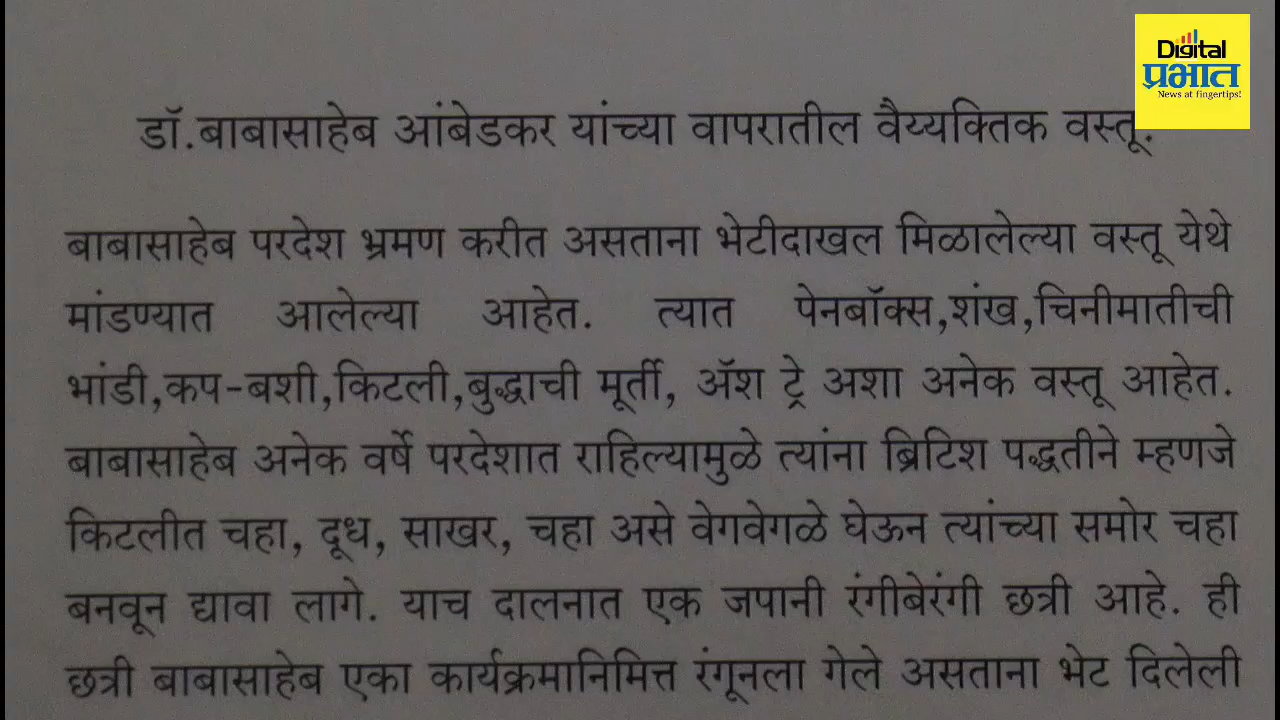 Digital
प्रभात
News at fingertips!
डॉ.बाबासाहेब आंबेडकर यांच्या वापरातील वैय्यक्तिक वस्तू.
बाबासाहेब परदेश भ्रमण करीत असताना भेटीदाखल मिळालेल्या वस्तू येथे
मांडण्यात आलेल्या आहेत. त्यात पेनबॉक्स,शंख,चिनीमातीची
भांडी,कप-बशी,किटली,बुद्धाची मूर्ती, ॲश ट्रे अशा अनेक वस्तू आहेत.
बाबासाहेब अनेक वर्षे परदेशात राहिल्यामुळे त्यांना ब्रिटिश पद्धतीने म्हणजे
किटलीत चहा, दूध, साखर, चहा असे वेगवेगळे घेऊन त्यांच्या समोर चहा
बनवून द्यावा लागे. याच दालनात एक जपानी रंगीबेरंगी छत्री आहे. ही
छत्री बाबासाहेब एका कार्यक्रमानिमित्त रंगूनला गेले असताना भेट दिलेली